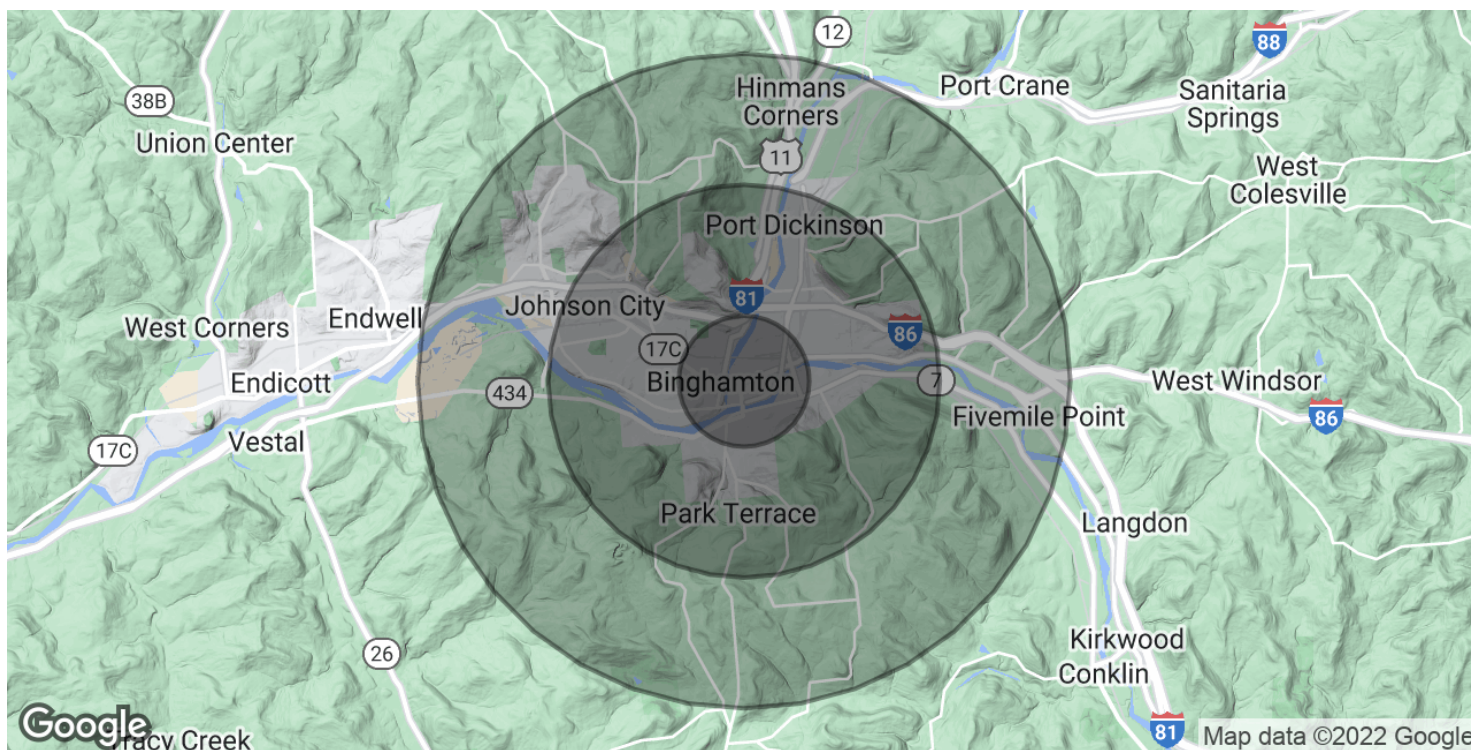 12
88
Hinmans
Corners
Port Crane
Sanitaria
Springs
38B
Union Center
11
West
Colesville
Port Dickinson
81
Johnson City
Endwell
West Corners
86
17C
Binghamton
Endicott
434
7
West Windsor
Fivemile Point
86
Vestal
17C
Park Terrace
Langdon
26
Kirkwood
Conklin
Google
Tracy Creek
81
Map data ©2022 Google